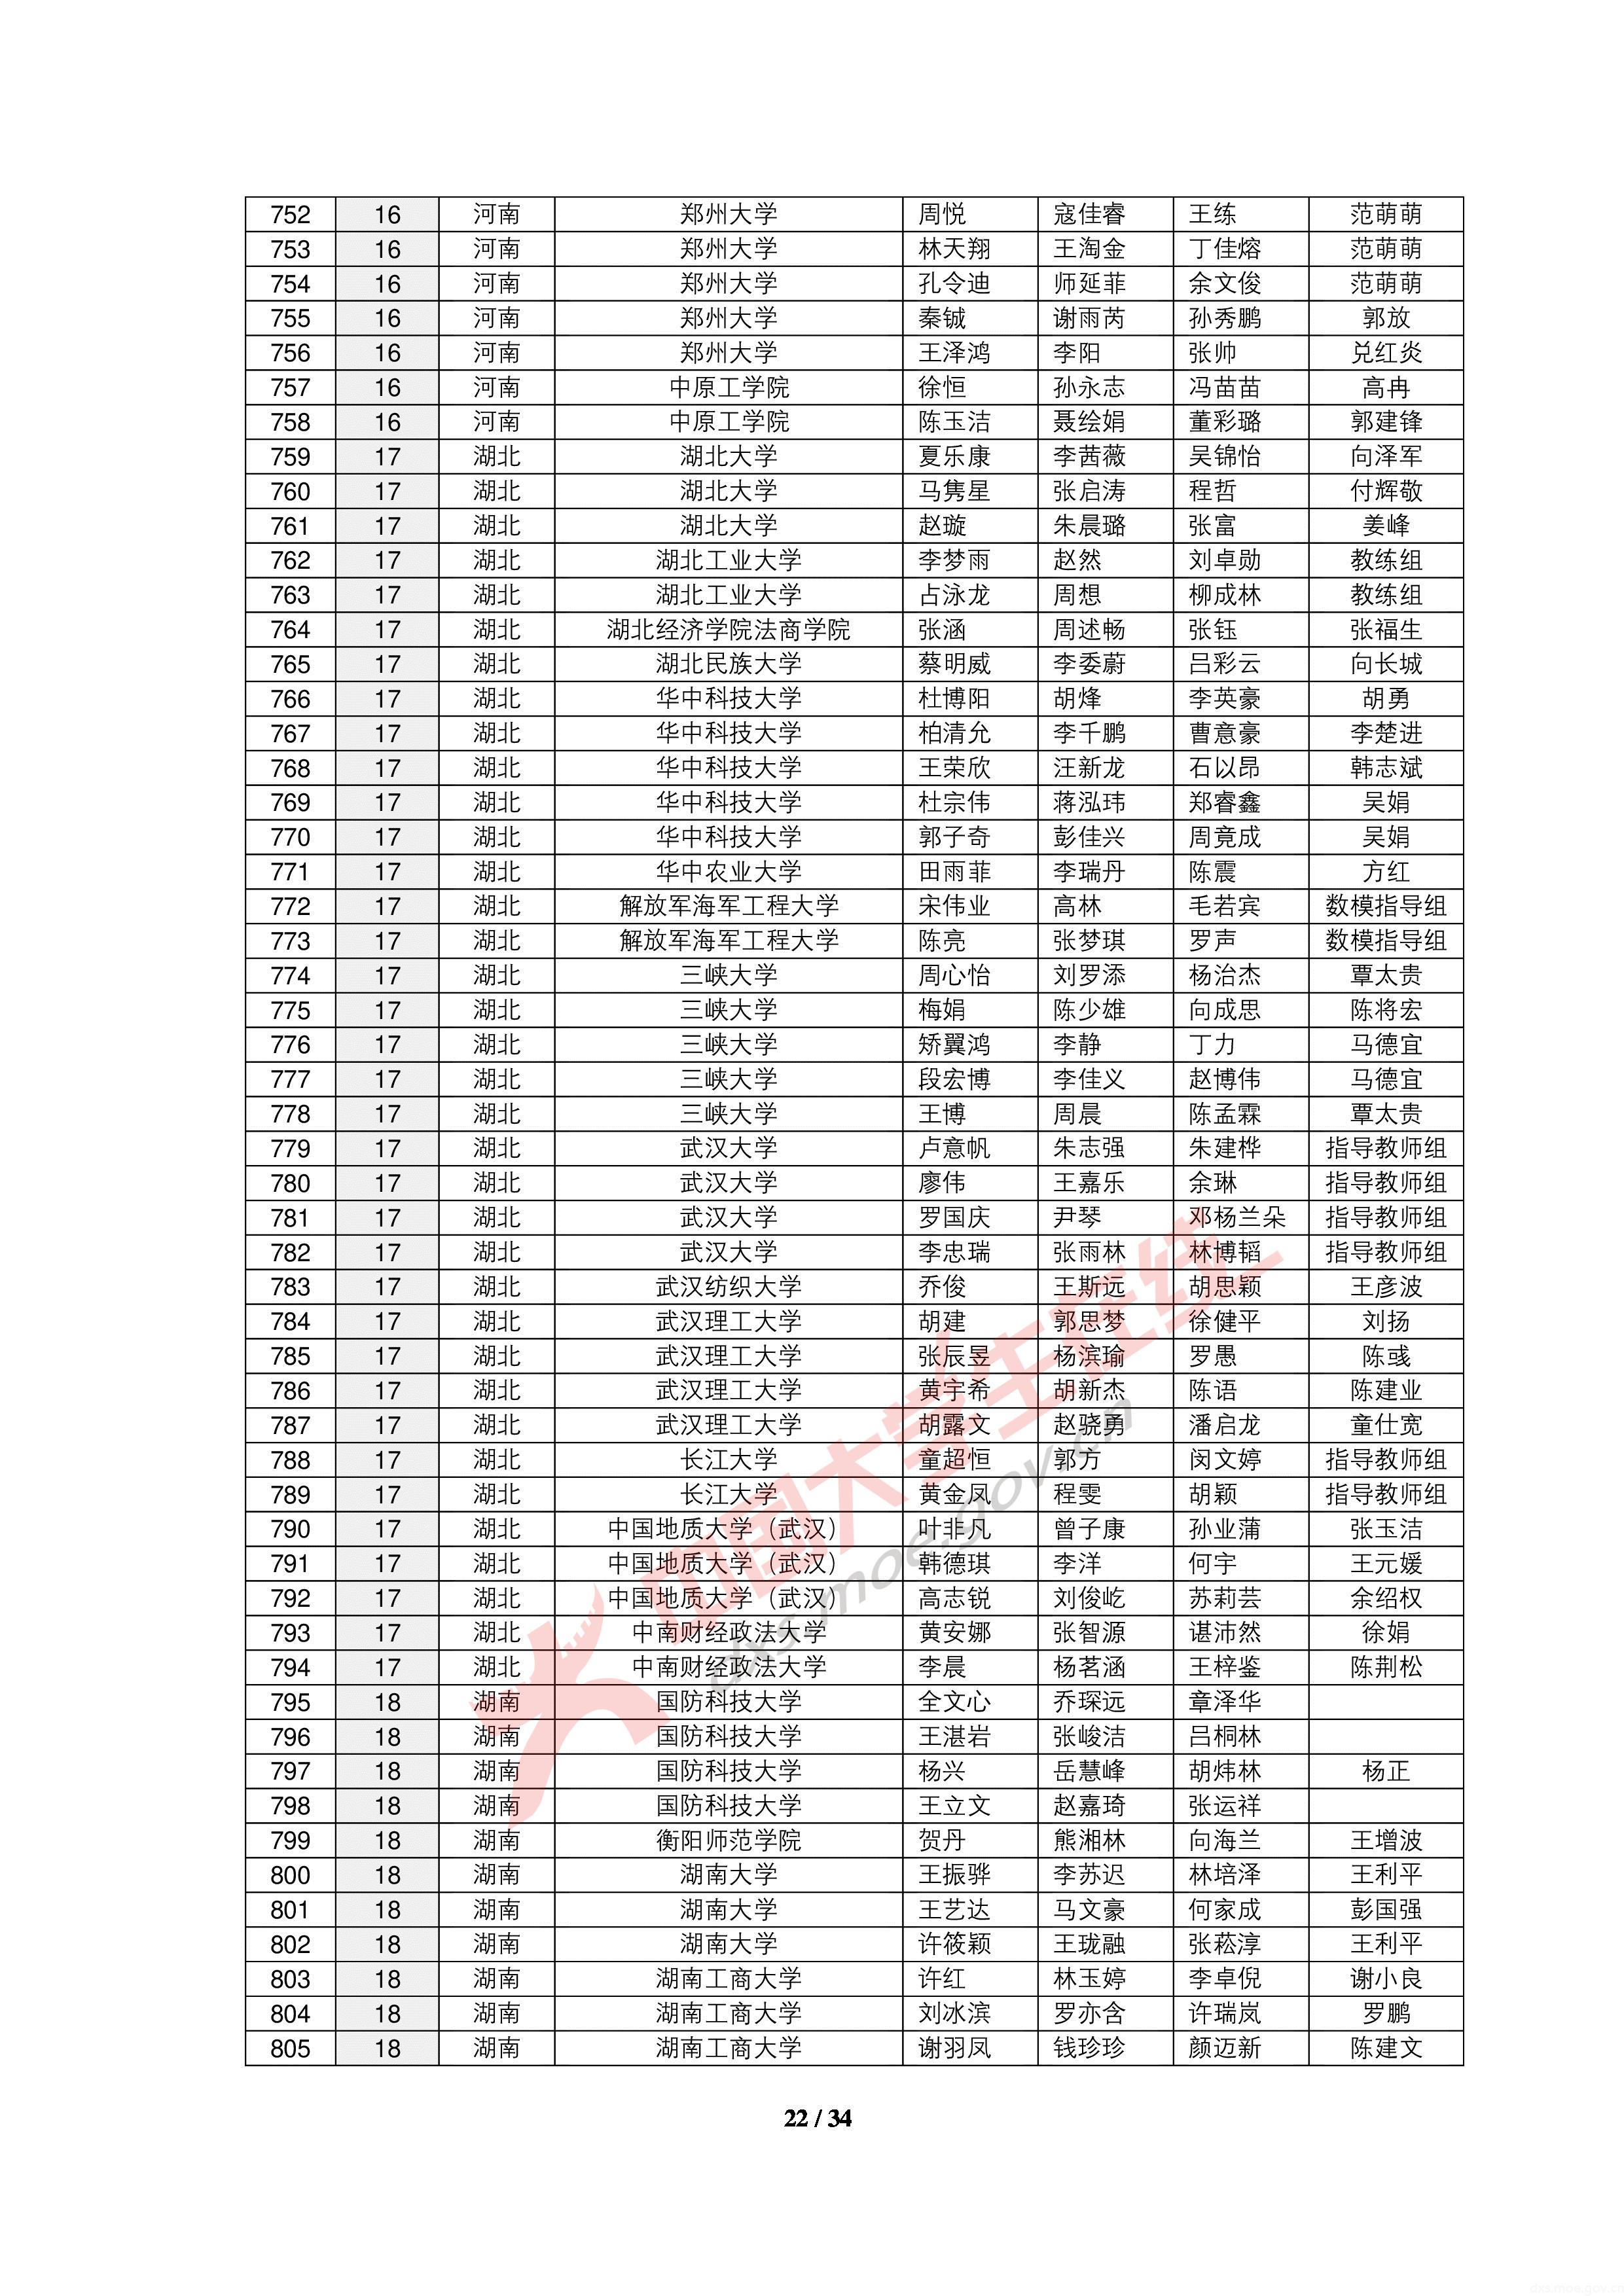 752 16 河南 郑州大学 周悦 寇佳睿 王练 范萌萌
753 16 河南 郑州大学 林天翔 王淘金 丁佳熔 范萌萌
754 16 河南 郑州大学 孔令迪 师延菲 余文俊 范萌萌
755 16 河南 郑州大学 秦铖 谢雨芮 孙秀鹏 郭放
756 16 河南 郑州大学 王泽鸿 李阳 张帅 兑红炎
757 16 河南 中原工学院 徐恒 孙永志 冯苗苗 高冉
758 16 河南 中原工学院 陈玉洁 聂绘娟 董彩璐 郭建锋
759 17 湖北 湖北大学 夏乐康 李茜薇 吴锦怡 向泽军
760 17 湖北 湖北大学 马隽星 张启涛 程哲 付辉敬
761 17 湖北 湖北大学 赵璇 朱晨璐 张富 姜峰
762 17 湖北 湖北工业大学 李梦雨 赵然 刘卓勋 教练组
763 17 湖北 湖北工业大学 占泳龙 周想 柳成林 教练组
764 17 湖北 湖北经济学院法商学院 张涵 周述畅 张钰 张福生
765 17 湖北 湖北民族大学 蔡明威 李委蔚 吕彩云 向长城
766 17 湖北 华中科技大学 杜博阳 胡烽 李英豪 胡勇
767 17 湖北 华中科技大学 柏清允 李千鹏 曹意豪 李楚进
768 17 湖北 华中科技大学 王荣欣 汪新龙 石以昂 韩志斌
769 17 湖北 华中科技大学 杜宗伟 蒋泓玮 郑睿鑫 吴娟
770 17 湖北 华中科技大学 郭子奇 彭佳兴 周竟成 吴娟
771 17 湖北 华中农业大学 田雨菲 李瑞丹 陈震 方红
772 17 湖北 解放军海军工程大学 宋伟业 高林 毛若宾 数模指导组
773 17 湖北 解放军海军工程大学 陈亮 张梦琪 罗声 数模指导组
774 17 湖北 三峡大学 周心怡 刘罗添 杨治杰 覃太贵
775 17 湖北 三峡大学 梅娟 陈少雄 向成思 陈将宏
776 17 湖北 三峡大学 矫翼鸿 李静 丁力 马德宜
777 17 湖北 三峡大学 段宏博 李佳义 赵博伟 马德宜
778 17 湖北 三峡大学 王博 周晨 陈孟霖 覃太贵
779 17 湖北 武汉大学 卢意帆 朱志强 朱建桦 指导教师组
780 17 湖北 武汉大学 廖伟 王嘉乐 余琳 指导教师组
781 17 湖北 武汉大学 罗国庆 尹琴 邓杨兰朵 指导教师组
782 17 湖北 武汉大学 李忠瑞 张雨林 林博韬 指导教师组
783 17 湖北 武汉纺织大学 乔俊 王斯远 胡思颖 王彦波
784 17 湖北 武汉理工大学 胡建 郭思梦 徐健平 刘扬
785 17 湖北 武汉理工大学 张辰昱 杨滨瑜 罗愚 陈彧
786 17 湖北 武汉理工大学 黄宇希 胡新杰 陈语 陈建业
787 17 湖北 武汉理工大学 胡露文 赵骁勇 潘启龙 童仕宽
788 17 湖北 长江大学 童超恒 郭方 闵文婷 指导教师组
789 17 湖北 长江大学 黄金凤 程雯 胡颖 指导教师组
790 17 湖北 中国地质大学（武汉） 叶非凡 曾子康 孙业蒲 张玉洁
791 17 湖北 中国地质大学（武汉） 韩德琪 李洋 何宇 王元媛
792 17 湖北 中国地质大学（武汉） 高志锐 刘俊屹 苏莉芸 余绍权
793 17 湖北 中南财经政法大学 黄安娜 张智源 谌沛然 徐娟
794 17 湖北 中南财经政法大学 李晨 杨茗涵 王梓鉴 陈荆松
795 18 湖南 国防科技大学 全文心 乔琛远 章泽华
796 18 湖南 国防科技大学 王湛岩 张峻洁 吕桐林
797 18 湖南 国防科技大学 杨兴 岳慧峰 胡炜林 杨正
798 18 湖南 国防科技大学 王立文 赵嘉琦 张运祥
799 18 湖南 衡阳师范学院 贺丹 熊湘林 向海兰 王增波
800 18 湖南 湖南大学 王振骅 李苏迟 林培泽 王利平
801 18 湖南 湖南大学 王艺达 马文豪 何家成 彭国强
802 18 湖南 湖南大学 许筱颖 王珑融 张菘淳 王利平
803 18 湖南 湖南工商大学 许红 林玉婷 李卓倪 谢小良
804 18 湖南 湖南工商大学 刘冰滨 罗亦含 许瑞岚 罗鹏
805 18 湖南 湖南工商大学 谢羽凤 钱珍珍 颜迈新 陈建文
中国大学生在线
dxs.moe.gov.cn
22 / 34